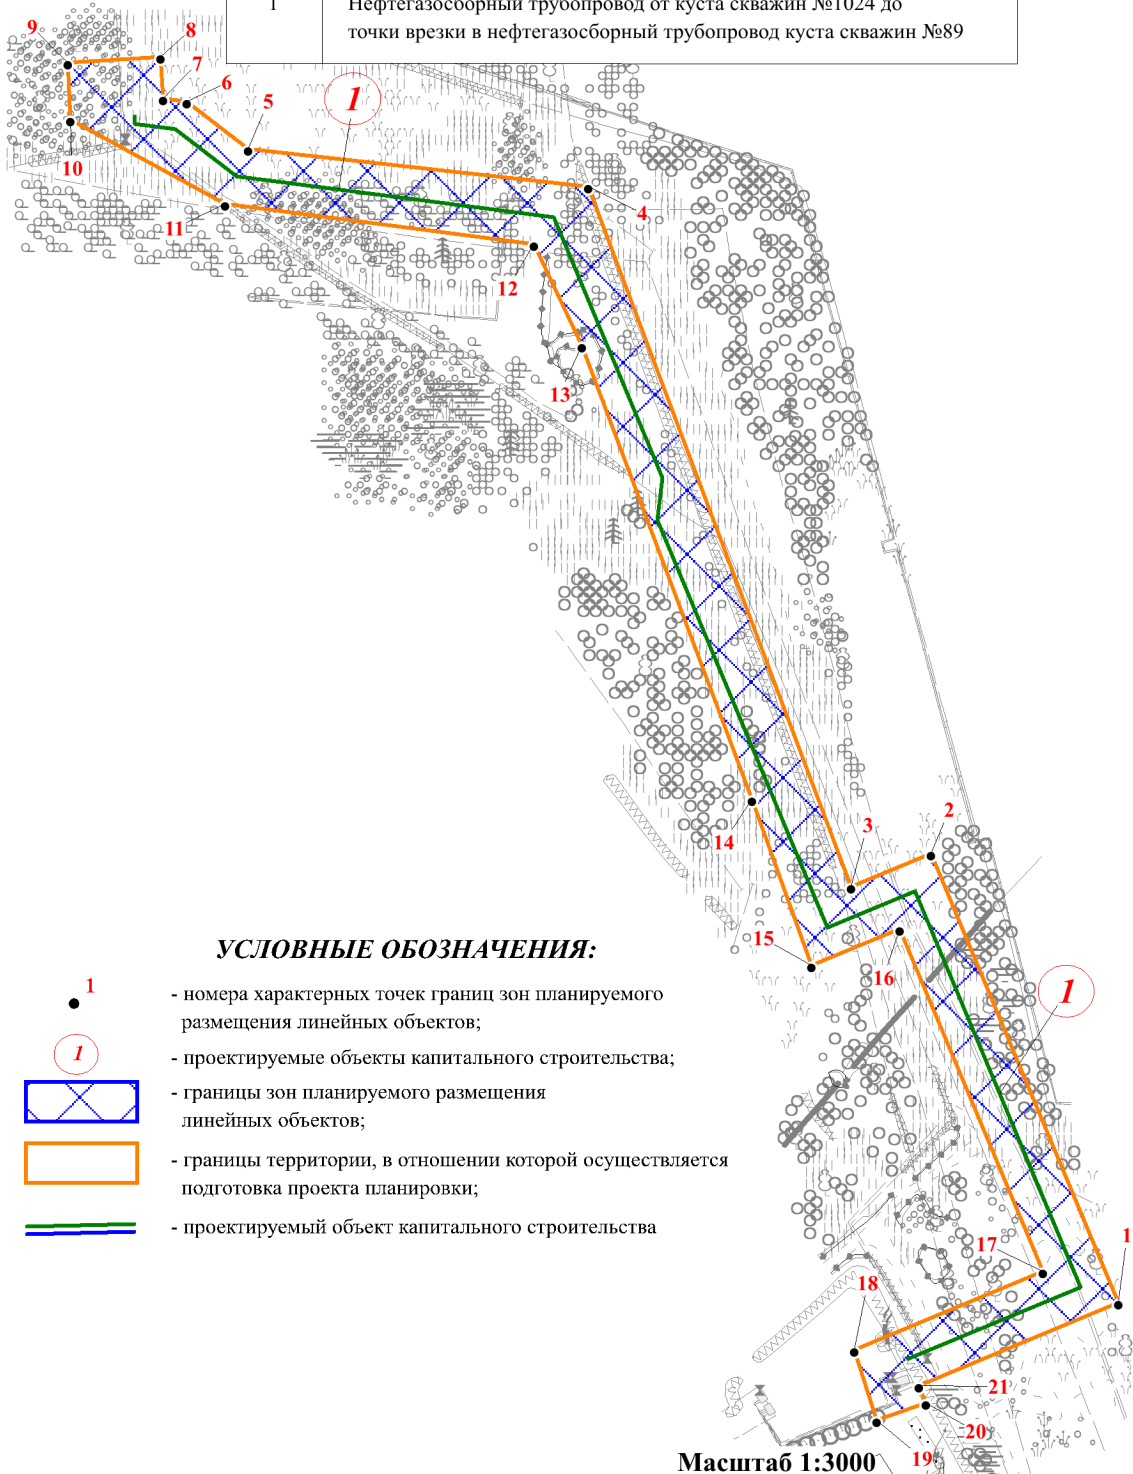 1 Нефтегазосборный трубопровод от куста скважин №1024 до
точки врезки в нефтегазосборный трубопровод куста скважин №89
9
8
7
6
5
1
10
4
11
12
13
14
3
2
15
16
1
1
17
18
21
20
19
УСЛОВНЫЕ ОБОЗНАЧЕНИЯ:
1 - номера характерных точек границ зон планируемого
размещения линейных объектов;
1 - проектируемые объекты капитального строительства;
- границы зон планируемого размещения
линейных объектов;
- границы территории, в отношении которой осуществляется
подготовка проекта планировки;
- проектируемый объект капитального строительства
Масштаб 1:3000